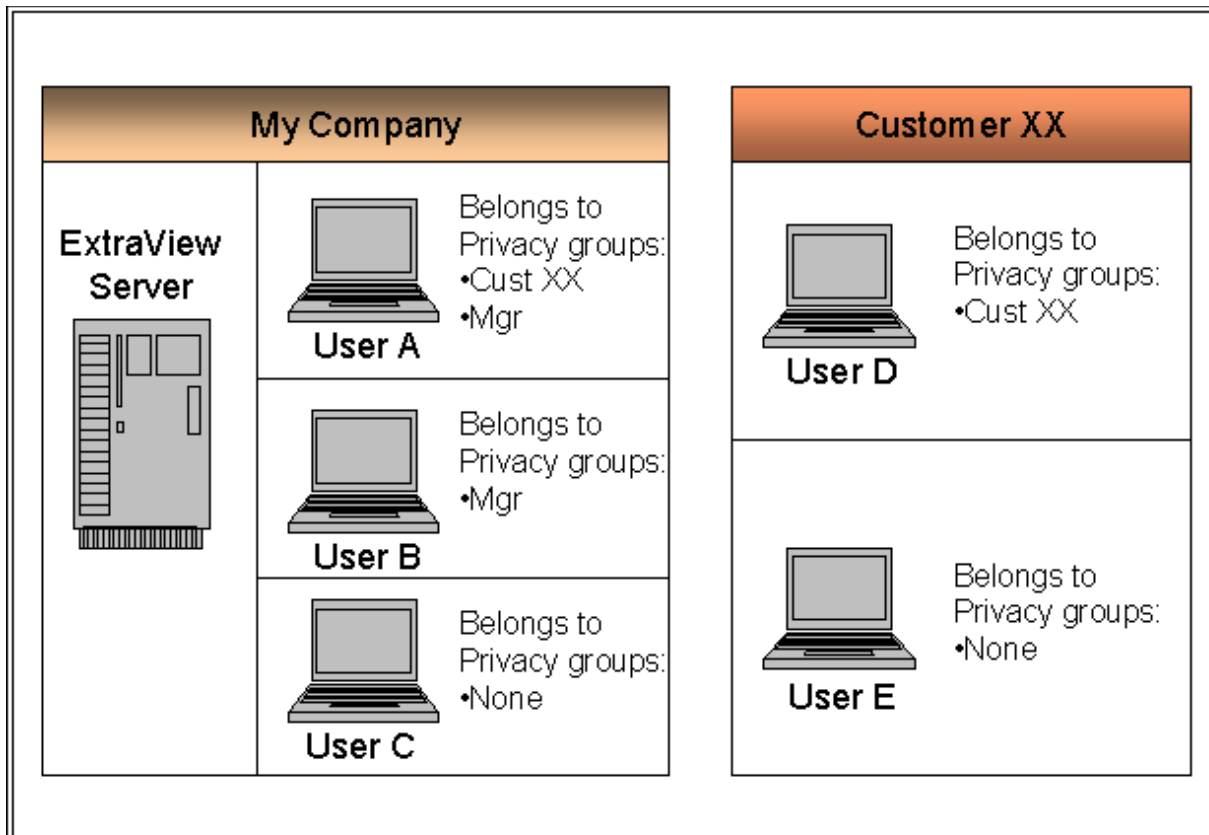 My Company
ExtraView
Server
Belongs to
Privacy groups:
•Cust XX
•Mgr
User A
Belongs to
Privacy groups:
•Mgr
User B
Belongs to
Privacy groups:
•None
User C
Customer XX
Belongs to
Privacy groups:
•Cust XX
User D
Belongs to
Privacy groups:
•None
User E